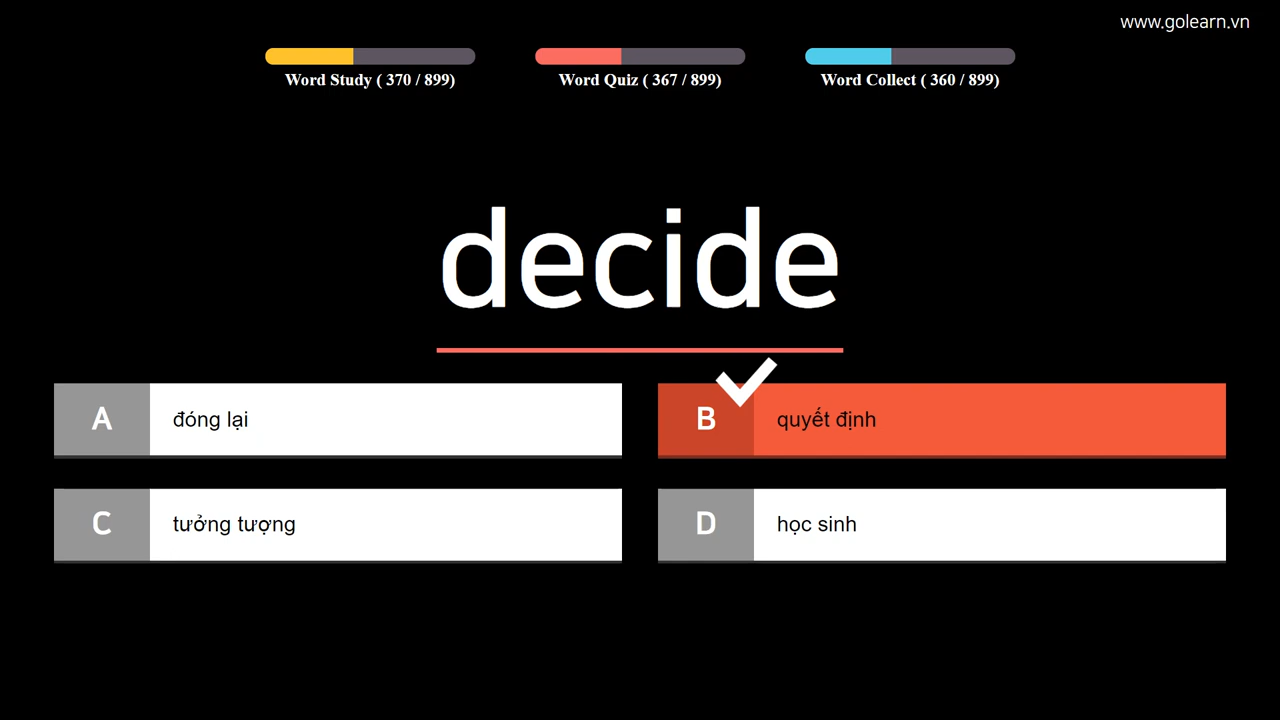 www.golearn.vn
Word Study ( 370 / 899)
Word Quiz ( 367 / 899)
Word Collect ( 360 / 899)
decide
A đóng lại
B quyết định
C tưởng tượng
D học sinh